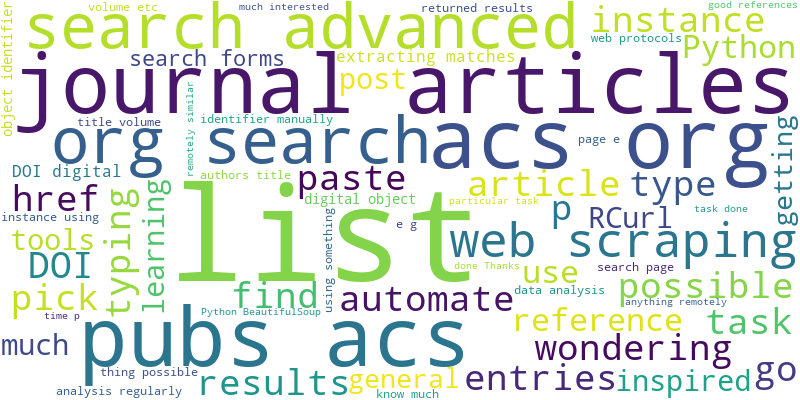 volume etc
much interested
returned results
good references
search advanced
instance
web protocols
object identifier
search forms
extracting matches
Python
journal articles
post
remotely similar
title volume
identifier manually
org search
acs org
page e
getting
DOI digital
authors title
paste
article
type
href
typing
learning
digital object
particular task
list
p
RCurl
task done
instance using
e g
tools
DOI
using something
web scraping
done Thanks
search page
pick
find
automate
use
possible
data analysis
anything remotely
Python BeautifulSoup
time p
pubs acs
reference
task
much
wondering
go
thing possible
results
general
entries
inspired
analysis regularly
know much